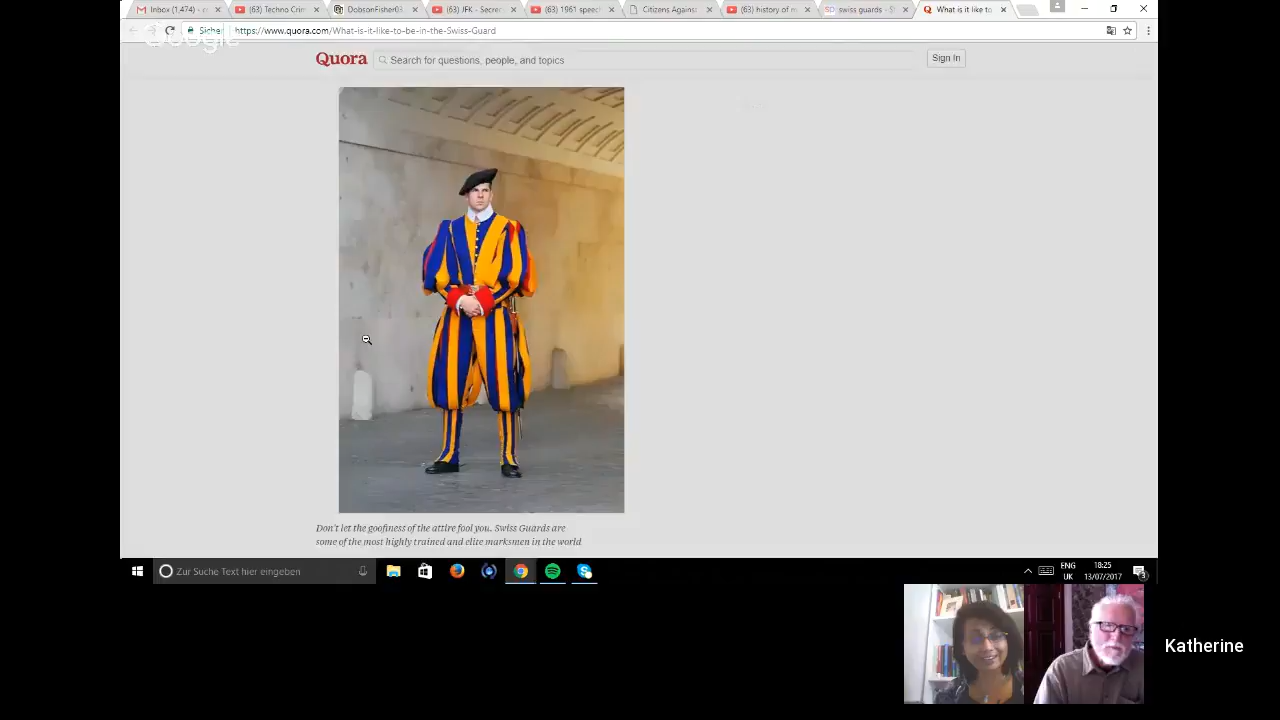 Inbox (1,474) - c
(63) Techno Crim
DobsonFisher03
(63) JFK - Secre
(63) 1961 speech
Citizens Agains
(63) history of m
swiss guards - S
What is it like to
Google
Siche
https://www.quora.com/What-is-it-like-to-be-in-the-Swiss-Guard
Quora
Search for questions, people, and topics
Sign In
Don't let the goofiness of the attire fool you. Swiss Guards are
some of the most highly trained and elite marksmen in the world
Zur Suche Text hier eingeben
ENG
UK
18:25
13/07/2017
3
Katherine